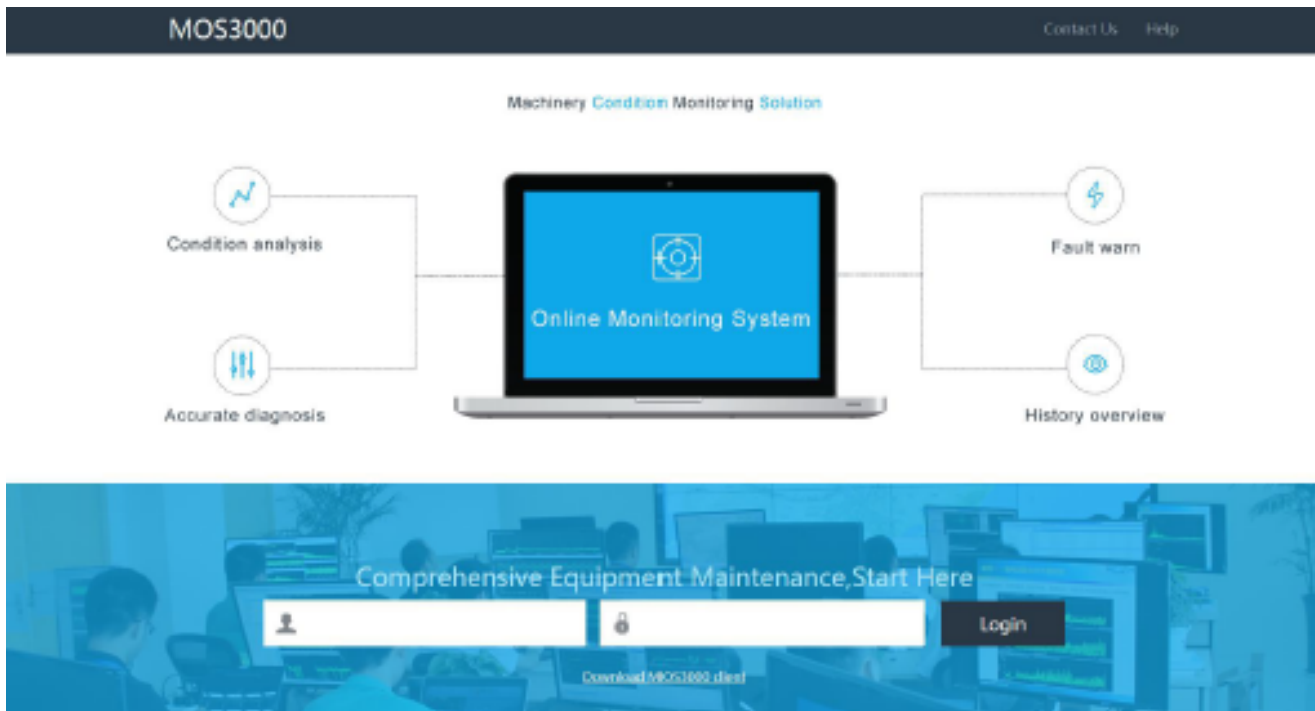 MOS3000
Contact Us
Help
Machinery Condition Monitoring Solution
Condition analysis
Fault warn
Online Monitoring System
Accurate diagnosis
History overview
Comprehensive Equipment Maintenance,Start Here
Login
Download MOS3000 client